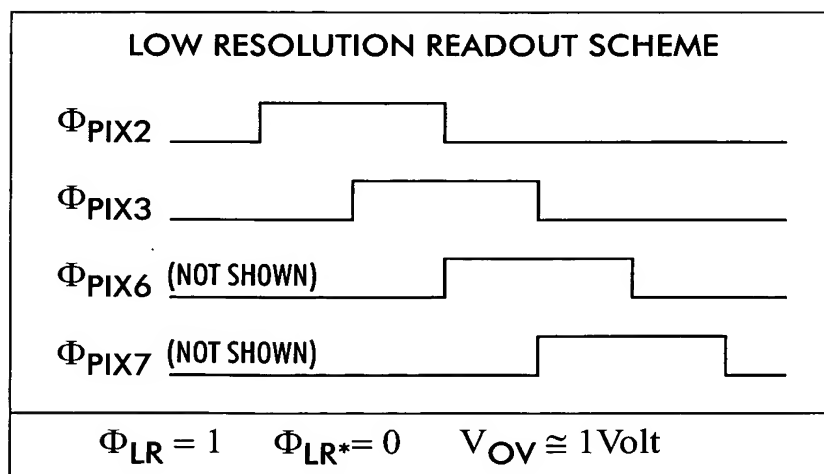 LOW RESOLUTION READOUT SCHEME
ΦPIX2
ΦPIX3
ΦPIX6 (NOT SHOWN)
ΦPIX7 (NOT SHOWN)
ΦLR = 1 ΦLR*= 0 VOV ≅ 1Volt